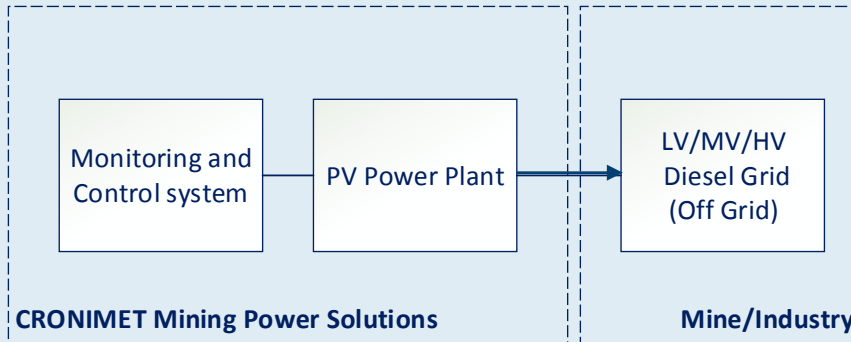 Monitoring and
Control system
PV Power Plant
LV/MV/HV
Diesel Grid
(Off Grid)
CRONIMET Mining Power Solutions
Mine/Industry